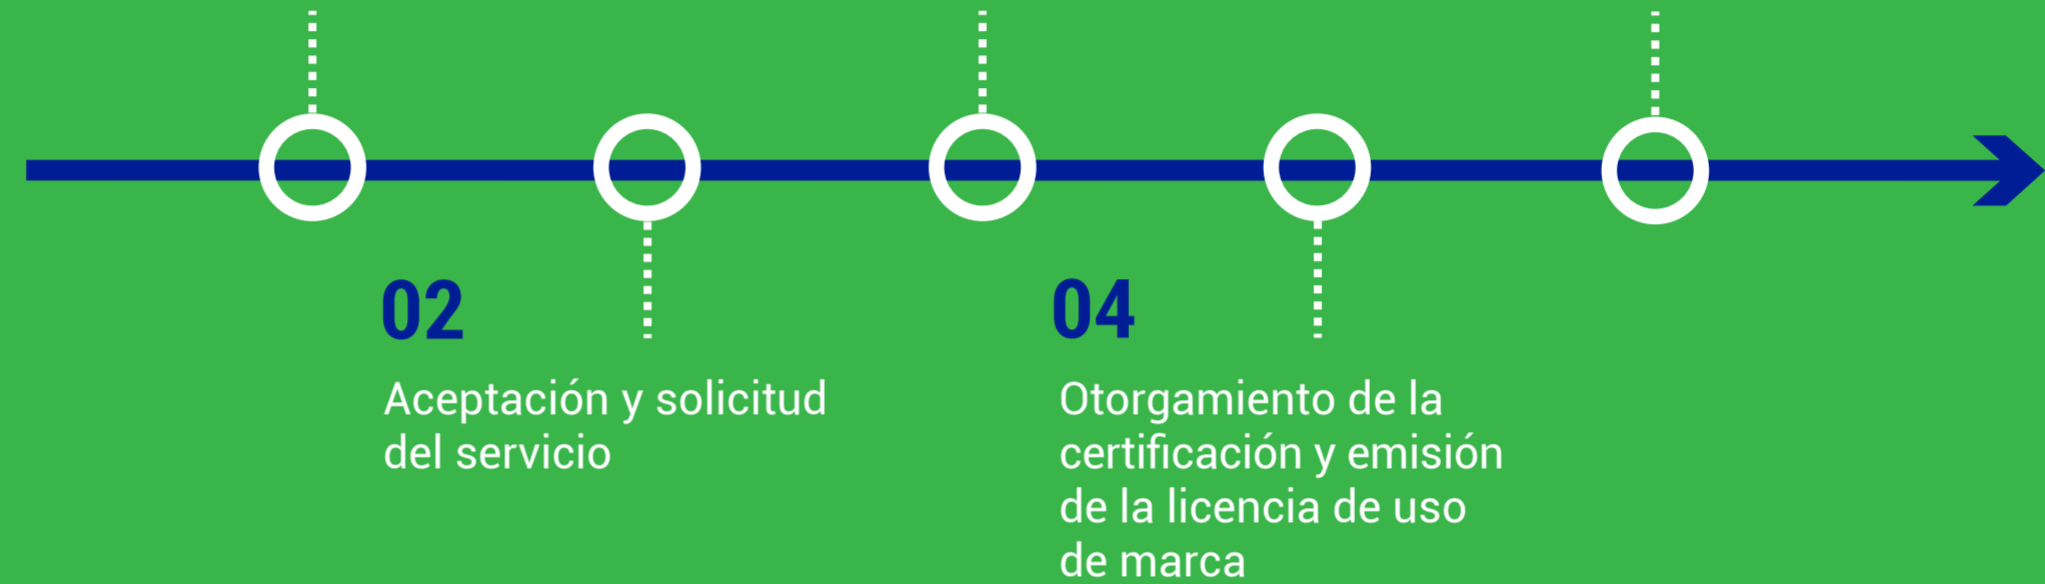 02
Aceptación y solicitud
del servicio
04
Otorgamiento de la
certificación y emisión
de la licencia de uso
de marca